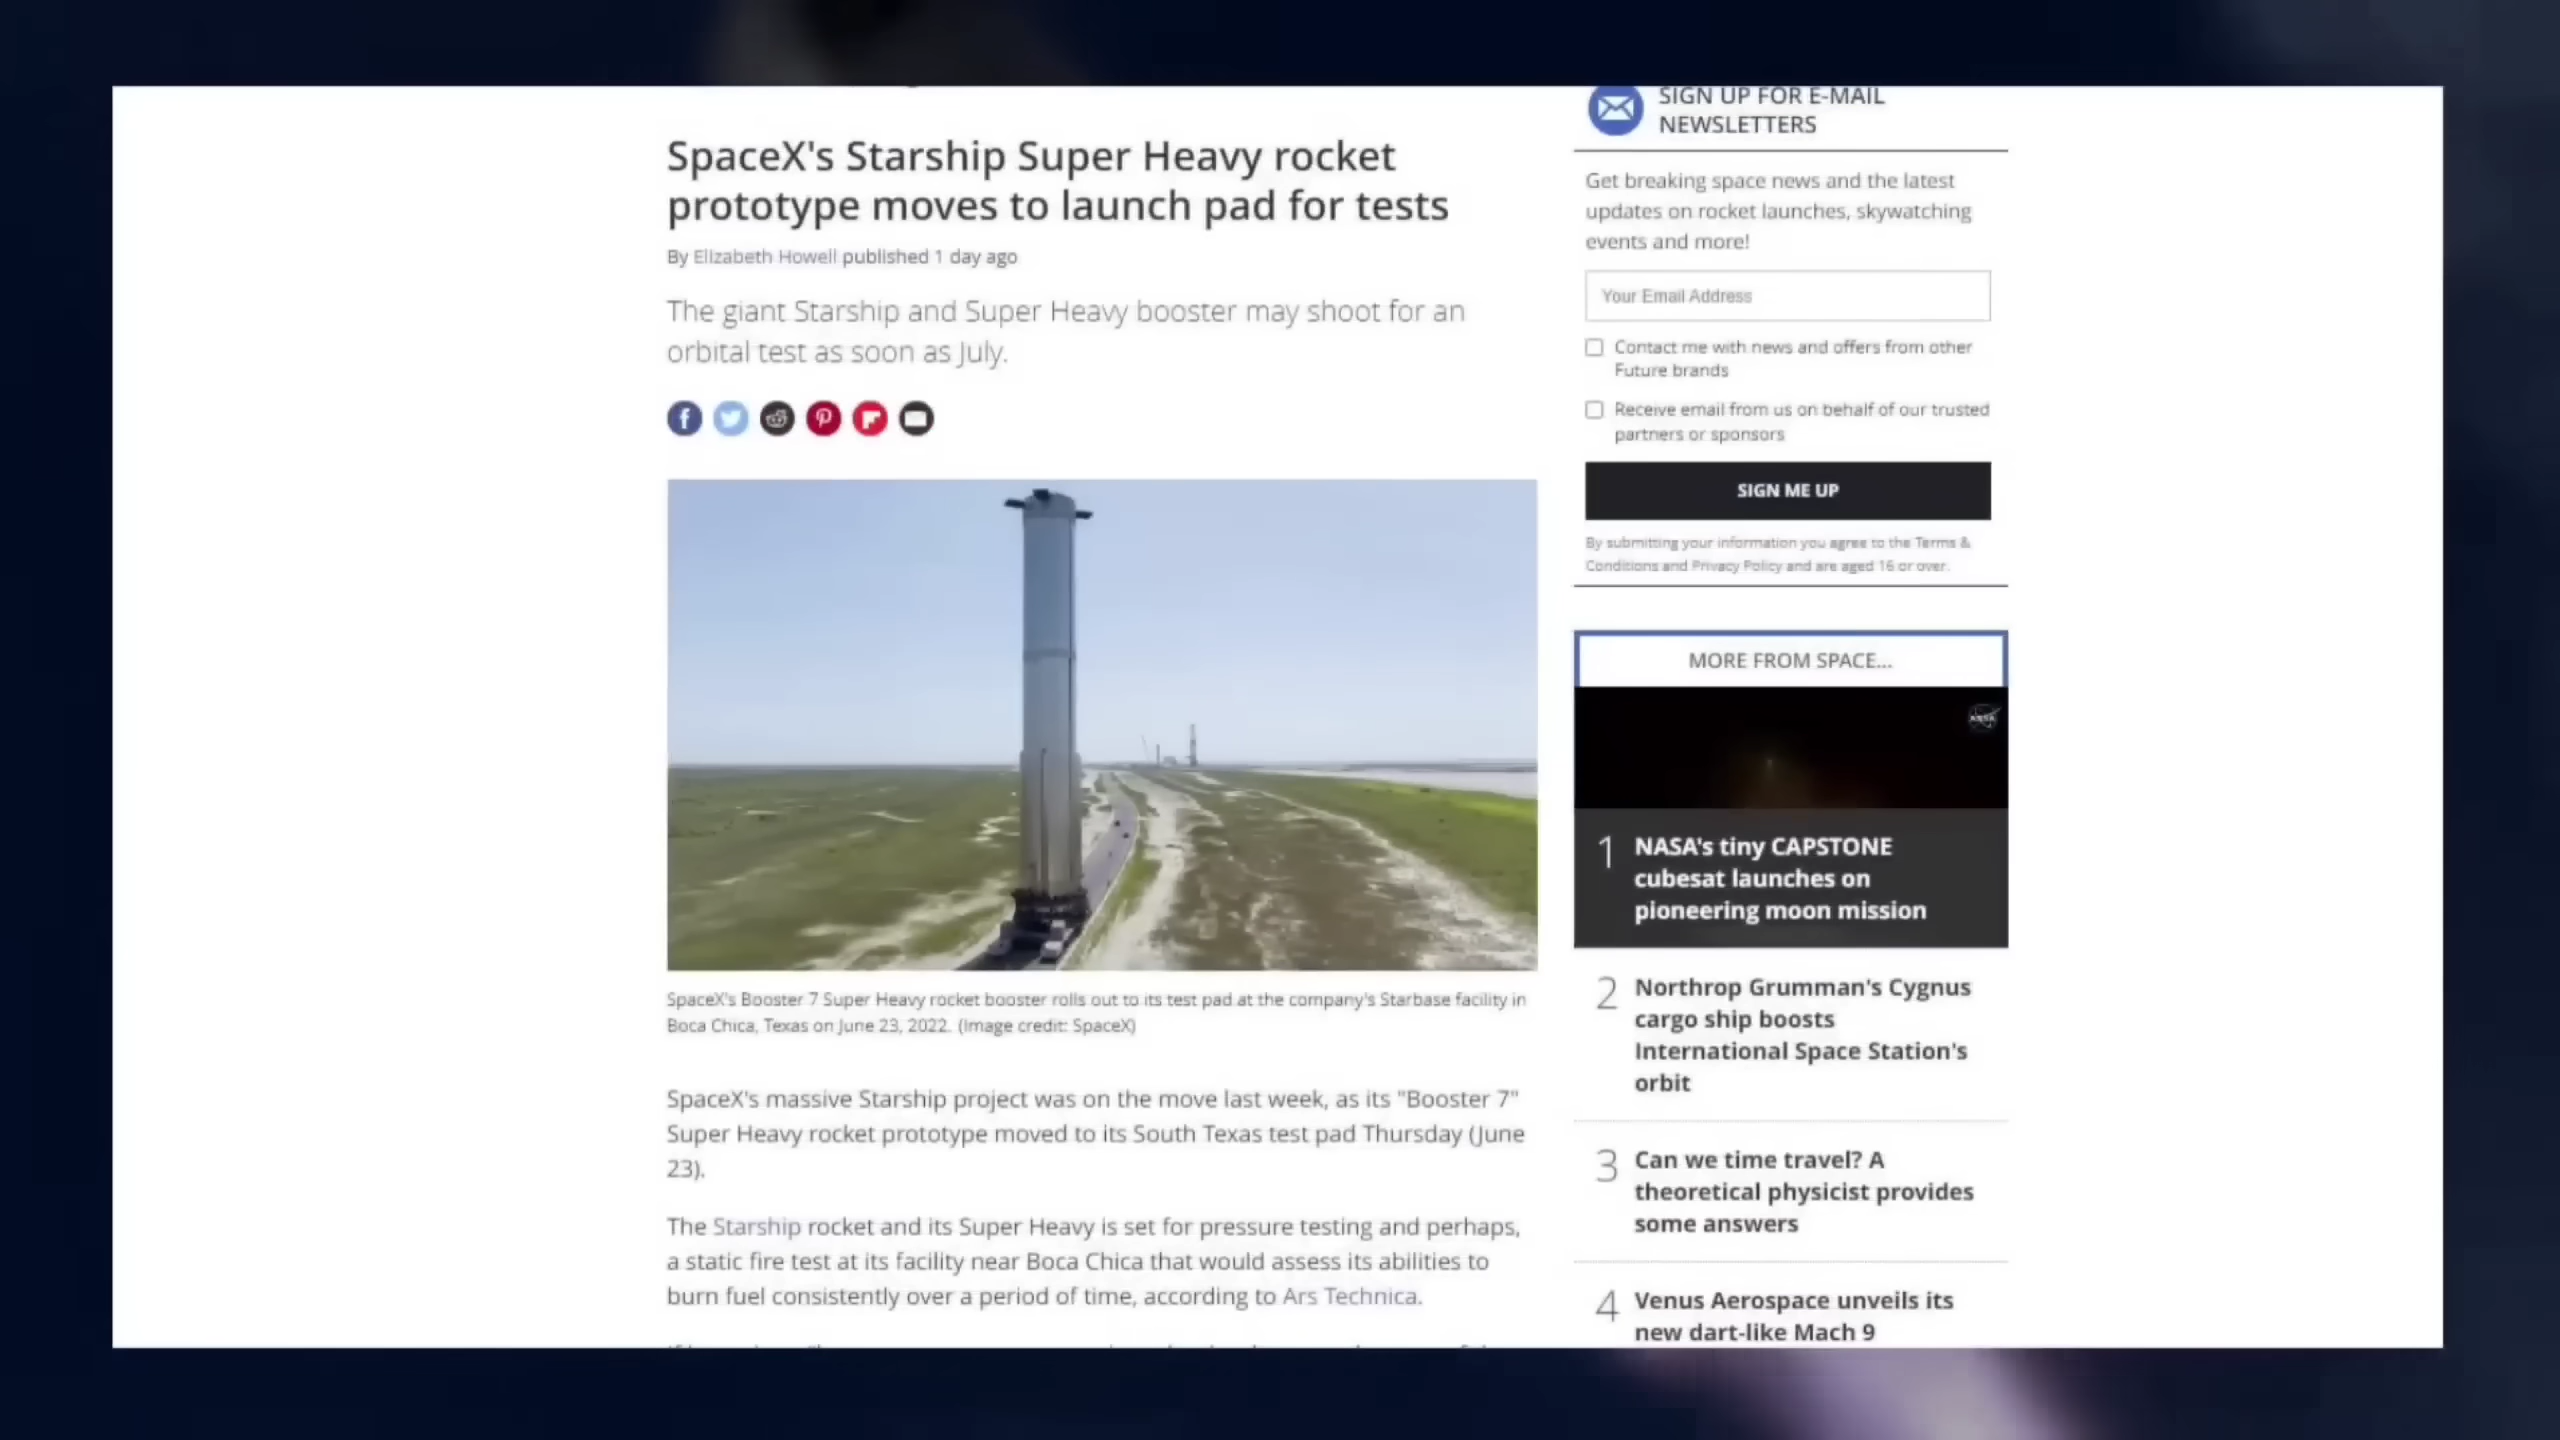 SpaceX's Starship Super Heavy rocket
prototype moves to launch pad for tests
By Elizabeth Howell published 1 day ago
The giant Starship and Super Heavy booster may shoot for an
orbital test as soon as July.
SpaceX's Booster 7 Super Heavy rocket booster rolls out to its test pad at the company's Starbase facility in
Boca Chica, Texas on June 23, 2022. (Image credit: SpaceX)
SpaceX's massive Starship project was on the move last week, as its "Booster 7"
Super Heavy rocket prototype moved to its South Texas test pad Thursday (June
23).
The Starship rocket and its Super Heavy is set for pressure testing and perhaps,
a static fire test at its facility near Boca Chica that would assess its abilities to
burn fuel consistently over a period of time, according to Ars Technica.
SIGN UP FOR E-MAIL
NEWSLETTERS
Get breaking space news and the latest
updates on rocket launches, skywatching
events and more!
Your Email Address
Contact me with news and offers from other
Future brands
Receive email from us on behalf of our trusted
partners or sponsors
SIGN ME UP
By submitting your information you agree to the Terms &
Conditions and Privacy Policy and are aged 16 or over.
MORE FROM SPACE...
NASA
1 NASA's tiny CAPSTONE
cubesat launches on
pioneering moon mission
2 Northrop Grumman's Cygnus
cargo ship boosts
International Space Station's
orbit
3 Can we time travel? A
theoretical physicist provides
some answers
4 Venus Aerospace unveils its
new dart-like Mach 9